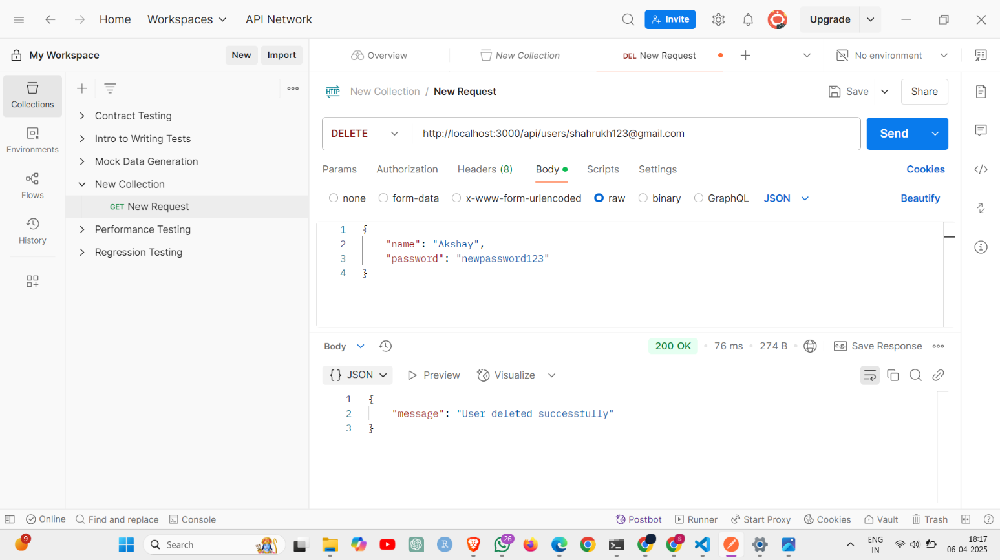 Home
Workspaces
API Network
Invite
Upgrade
My Workspace
New
Import
Overview
New Collection
DEL New Request
No environment
Collections
Environments
Flows
History
Contract Testing
Intro to Writing Tests
Mock Data Generation
New Collection
GET New Request
Performance Testing
Regression Testing
HTTP New Collection / New Request
Save
Share
DELETE
http://localhost:3000/api/users/shahrukh123@gmail.com
Send
Params
Authorization
Headers (8)
Body
Scripts
Settings
Cookies
none
form-data
x-www-form-urlencoded
raw
binary
GraphQL
JSON
Beautify
1 {
2 "name": "Akshay",
3 "password": "newpassword123"
4 }
Body
200 OK
76 ms
274 B
e.g. Save Response
{} JSON
Preview
Visualize
1 {
2 "message": "User deleted successfully"
3 }
Online
Find and replace
Console
Postbot
Runner
Start Proxy
Cookies
Vault
Trash
9
Search
R
26
S
ENG
IN
18:17
06-04-2025